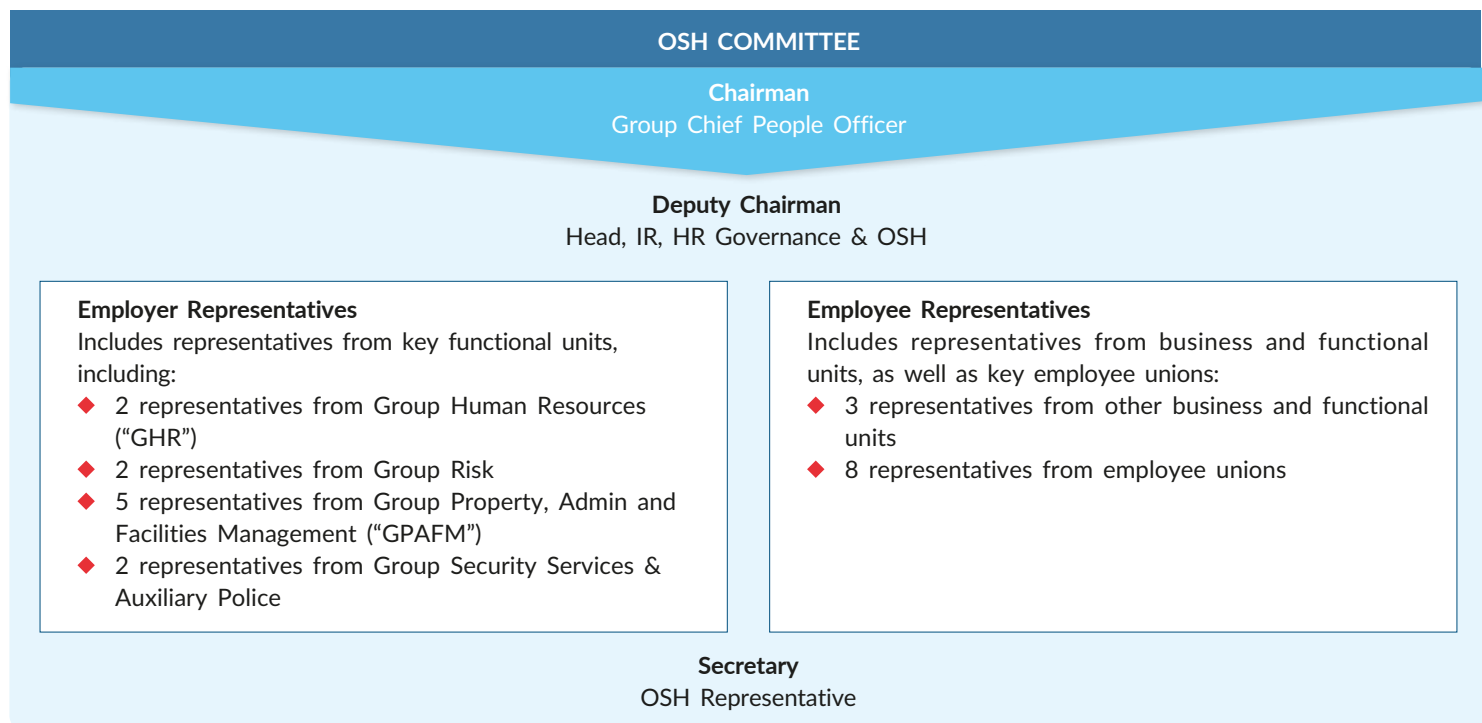 OSH COMMITTEE
Chairman
Group Chief People Officer
Deputy Chairman
Head, IR, HR Governance & OSH
Employer Representatives
Includes representatives from key functional units,
including:
◆ 2 representatives from Group Human Resources
(“GHR”)
◆ 2 representatives from Group Risk
◆ 5 representatives from Group Property, Admin and
Facilities Management (“GPAFM”)
◆ 2 representatives from Group Security Services &
Auxiliary Police
Employee Representatives
Includes representatives from business and functional
units, as well as key employee unions:
◆ 3 representatives from other business and functional
units
◆ 8 representatives from employee unions
Secretary
OSH Representative